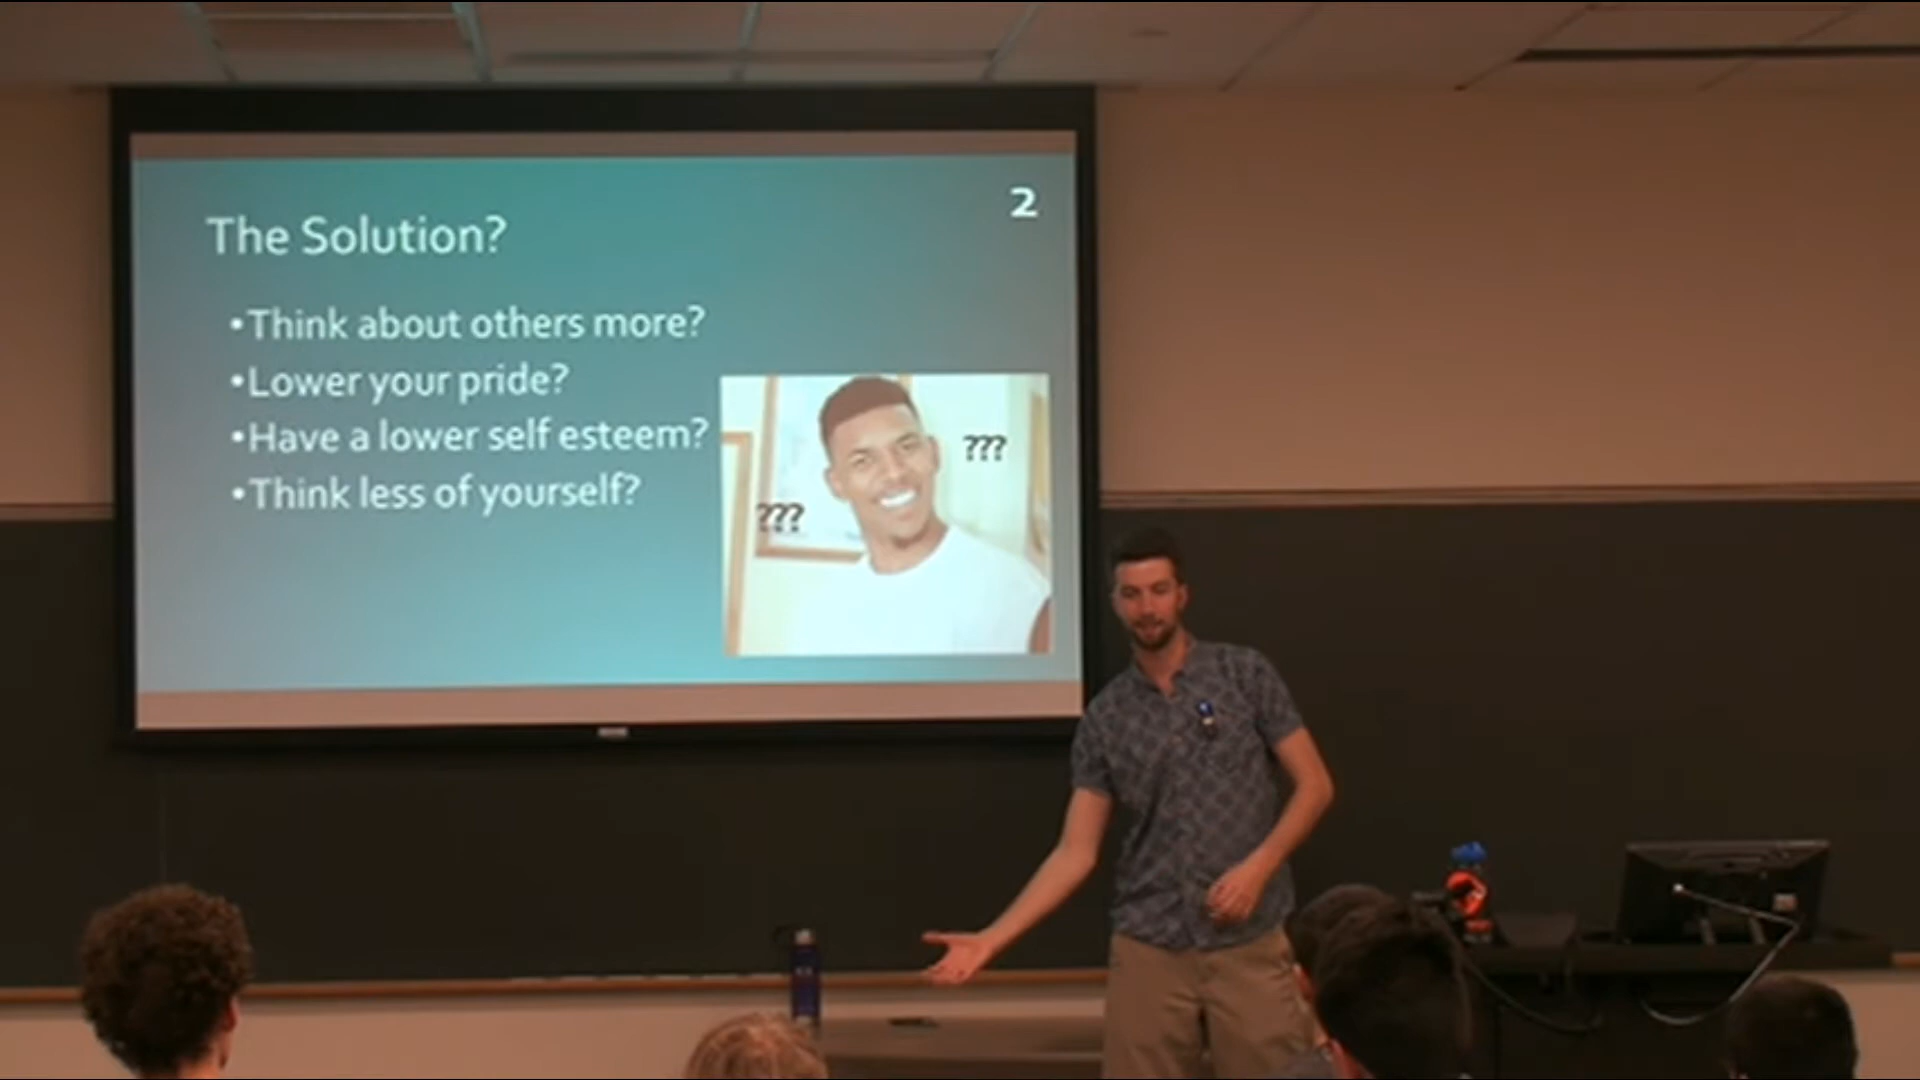 2
The Solution?
•Think about others more?
•Lower your pride?
•Have a lower self esteem?
•Think less of yourself?
???
???